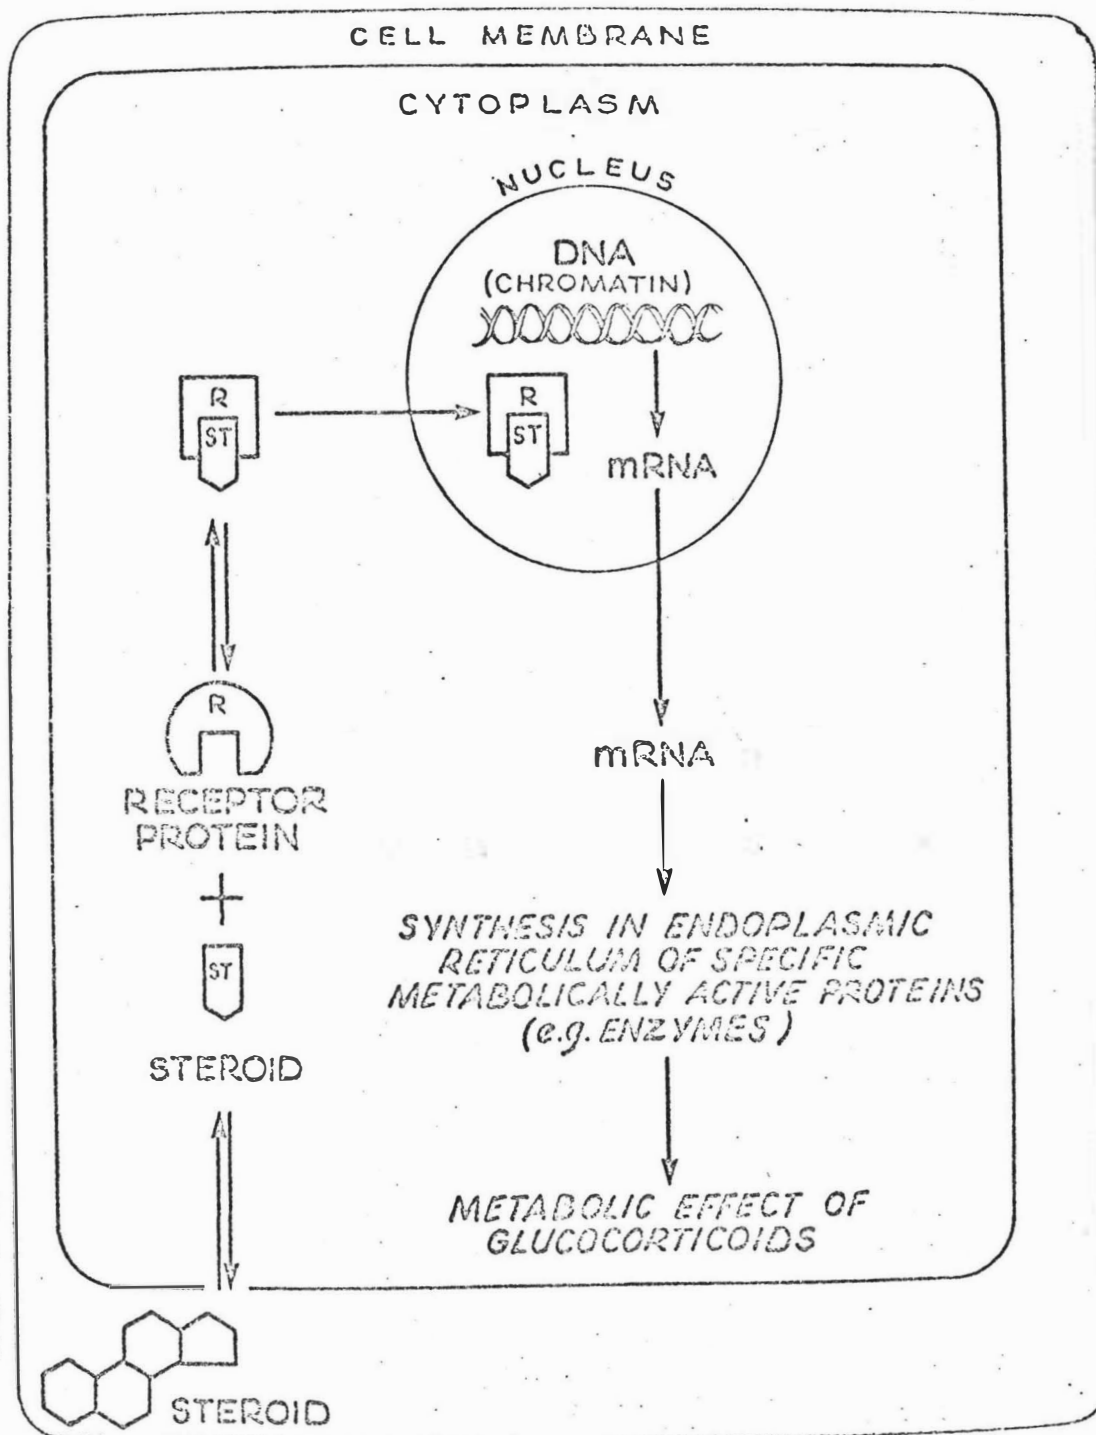 CELL MEMBRANE
CYTOPLASM
NUCLEUS
DNA
(CHROMATIN)
R
ST
R
ST
mRNA
R
RECEPTOR
PROTEIN
+
ST
STEROID
mRNA
SYNTHESIS IN ENDOPLASMIC
RETICULUM OF SPECIFIC
METABOLICALLY ACTIVE PROTEINS
(e.g. ENZYMES)
METABOLIC EFFECT OF
GLUCOCORTICOIDS
STEROID